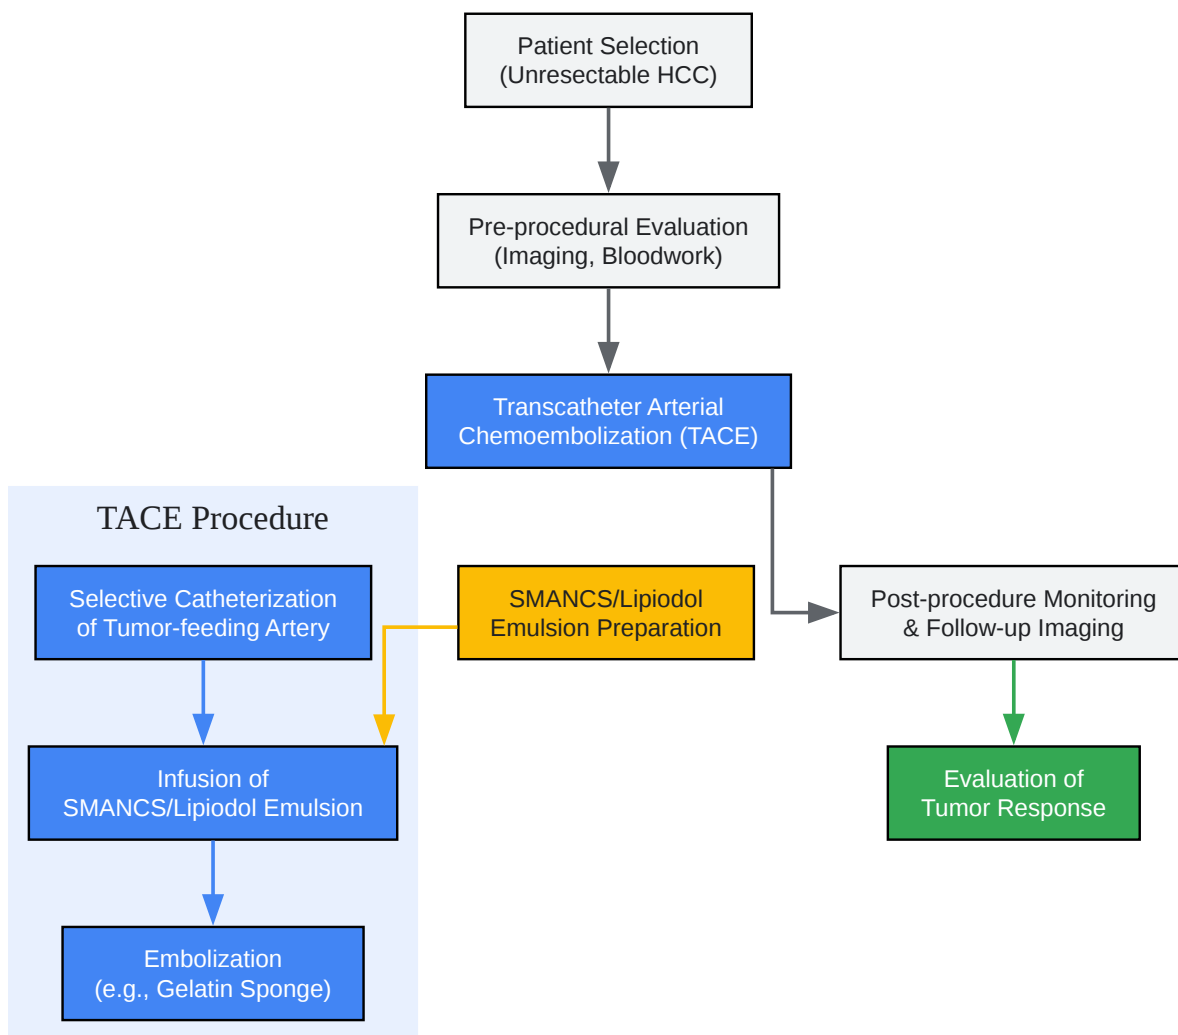 Patient Selection
(Unresectable HCC)
Pre-procedural Evaluation
(Imaging, Bloodwork)
Transcatheter Arterial
Chemoembolization (TACE)
TACE Procedure
Selective Catheterization
of Tumor-feeding Artery
SMANCS/Lipiodol
Emulsion Preparation
Post-procedure Monitoring
& Follow-up Imaging
Infusion of
SMANCS/Lipiodol Emulsion
Evaluation of
Tumor Response
Embolization
(e.g., Gelatin Sponge)